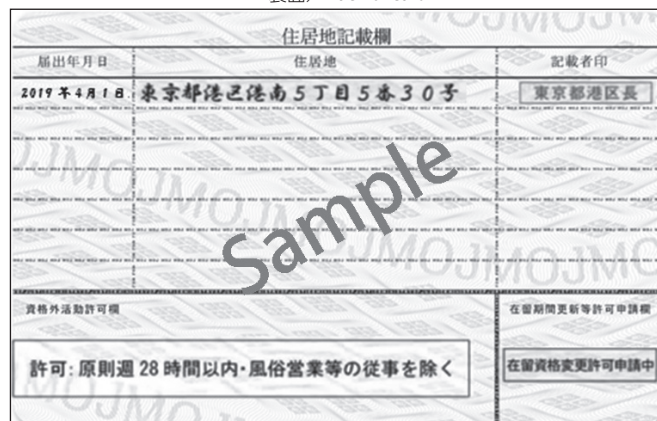 住居地記載欄
届出年月日 住居地 記載者印
2019年4月1日 東京都港区港南5丁目5番30号 東京都港区長
Sample
資格外活動許可欄 在留期間更新等許可申請欄
許可:原則週28時間以内・風俗営業等の従事を除く 在留資格変更許可申請中